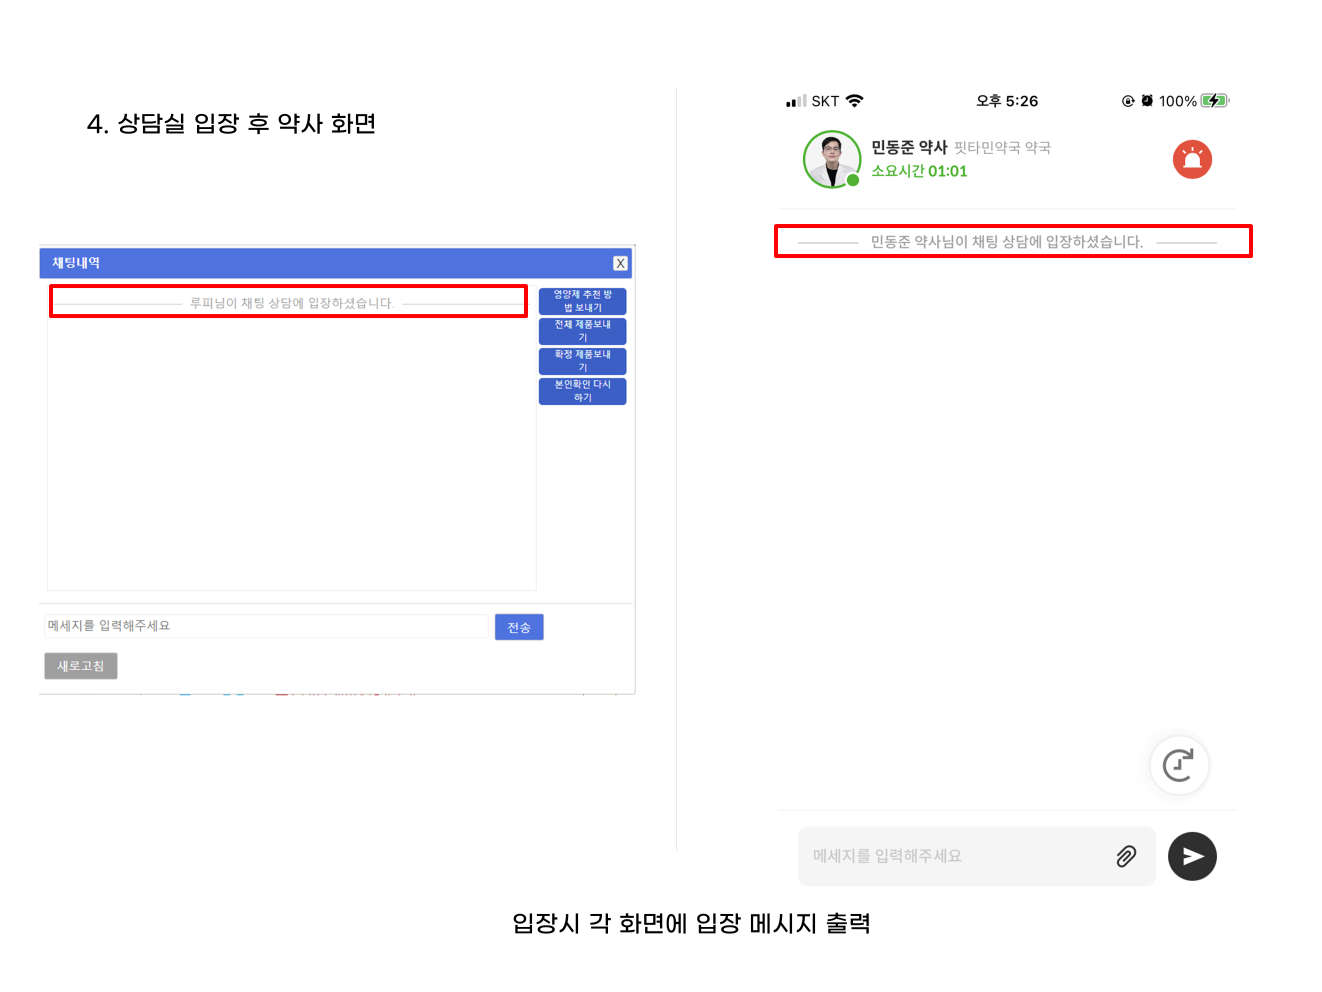 4. 상담실 입장 후 약사 화면
채팅내역
X
루피님이 채팅 상담에 입장하셨습니다.
영양제 추천 방
법 보내기
전체 제품보내
기
확정 제품보내
기
본인확인 다시
하기
메세지를 입력해주세요
전송
새로고침
SKT
오후 5:26
100%
민동준 약사 핏타민약국 약국
소요시간 01:01
민동준 약사님이 채팅 상담에 입장하셨습니다.
메세지를 입력해주세요
입장시 각 화면에 입장 메시지 출력